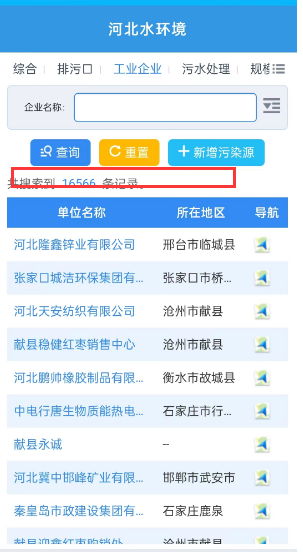 河北水环境
综合 排污口 工业企业 污水处理 规模
企业名称：
查询 重置 新增污染源
共搜索到 16566 条记录。
单位名称 所在地区 导航
河北隆鑫锌业有限公司 邢台市临城县
张家口城洁环保集团有... 张家口市桥...
河北天安纺织有限公司 沧州市献县
献县稳健红枣销售中心 沧州市献县
河北鹏帅橡胶制品有限... 衡水市故城县
中电行唐生物质能热电... 石家庄市行...
献县永诚 --
河北冀中邯峰矿业有限... 邯郸市武安市
秦皇岛市政建设集团有... 石家庄鹿泉
献县迎鑫红枣购销处 沧州市献县